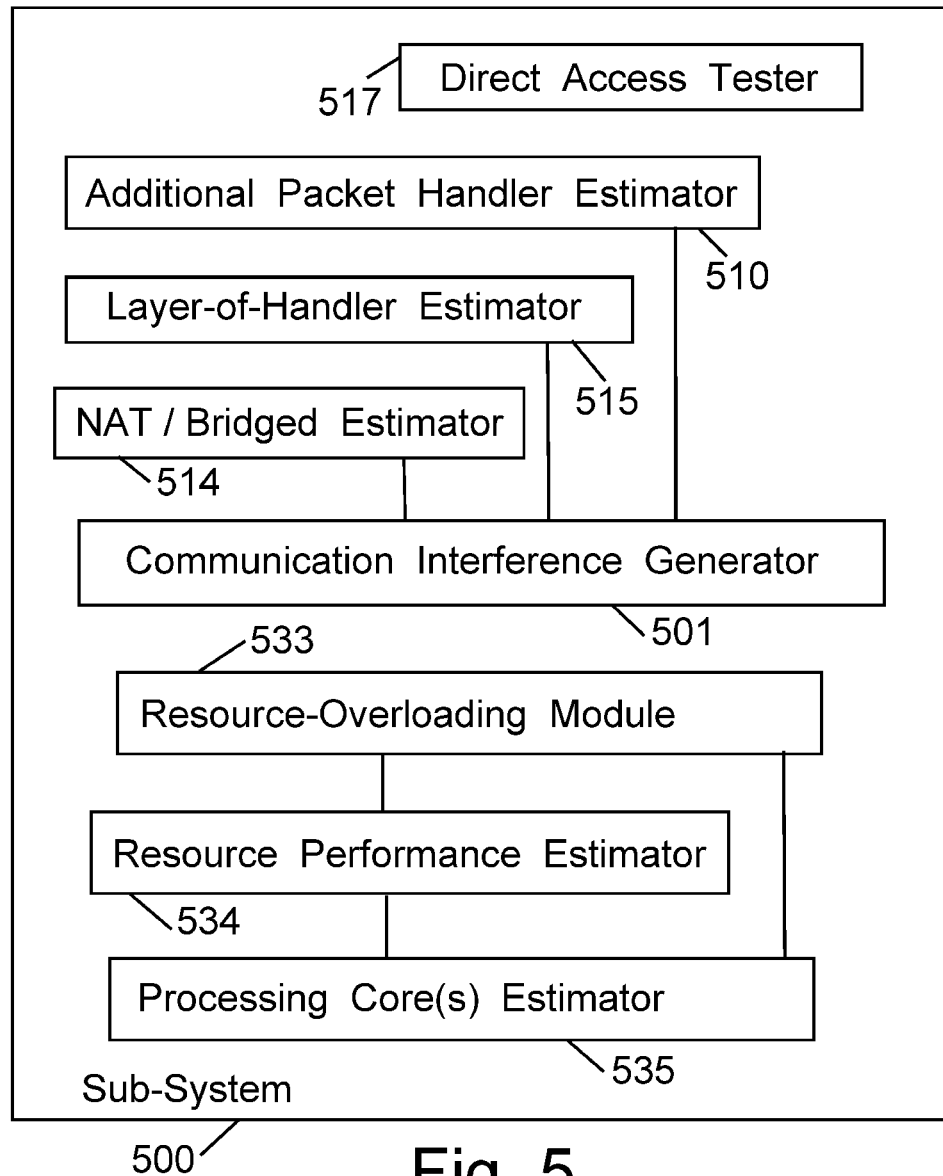 Direct Access Tester
517
Additional Packet Handler Estimator
510
Layer-of-Handler Estimator
515
NAT / Bridged Estimator
514
Communication Interference Generator
501
533
Resource-Overloading Module
Resource Performance Estimator
534
Processing Core(s) Estimator
535
Sub-System
500
Fig. 5